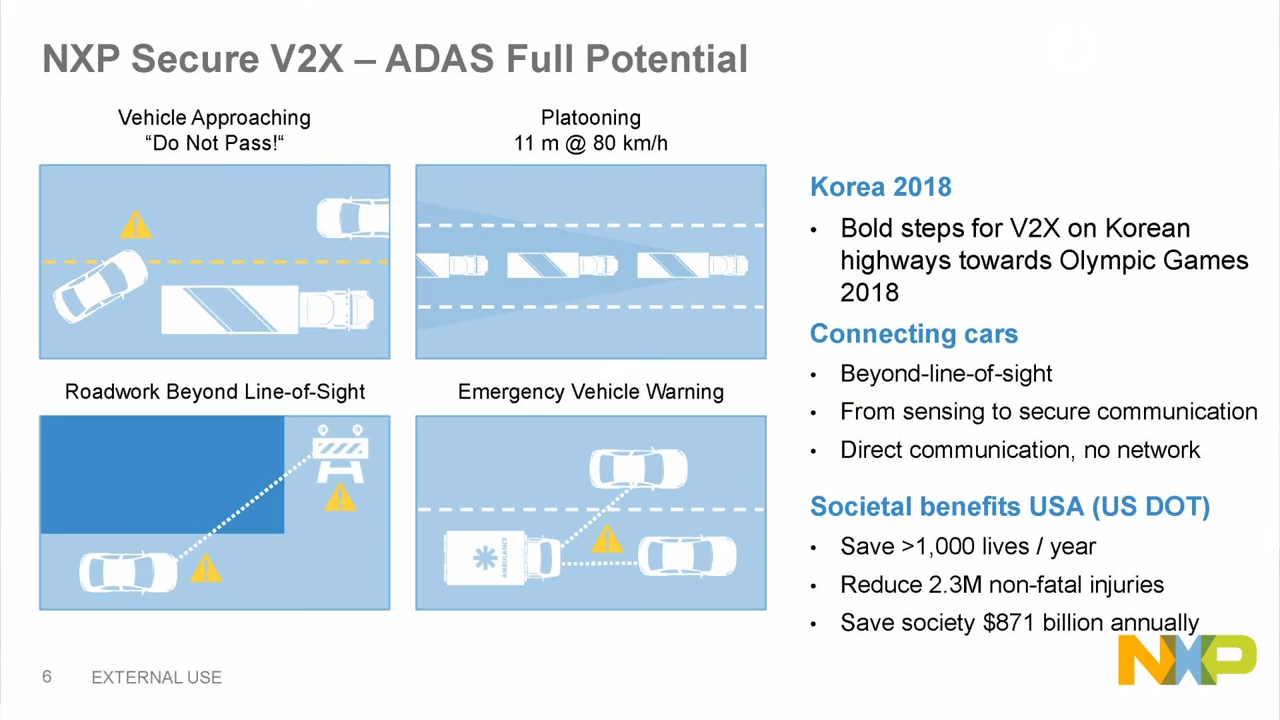 NXP Secure V2X – ADAS Full Potential
Vehicle Approaching
“Do Not Pass!“
Platooning
11 m @ 80 km/h
Roadwork Beyond Line-of-Sight
Emergency Vehicle Warning
AMBULANCE
Korea 2018
• Bold steps for V2X on Korean
highways towards Olympic Games
2018
Connecting cars
• Beyond-line-of-sight
• From sensing to secure communication
• Direct communication, no network
Societal benefits USA (US DOT)
• Save >1,000 lives / year
• Reduce 2.3M non-fatal injuries
• Save society $871 billion annually
NXP
6 EXTERNAL USE